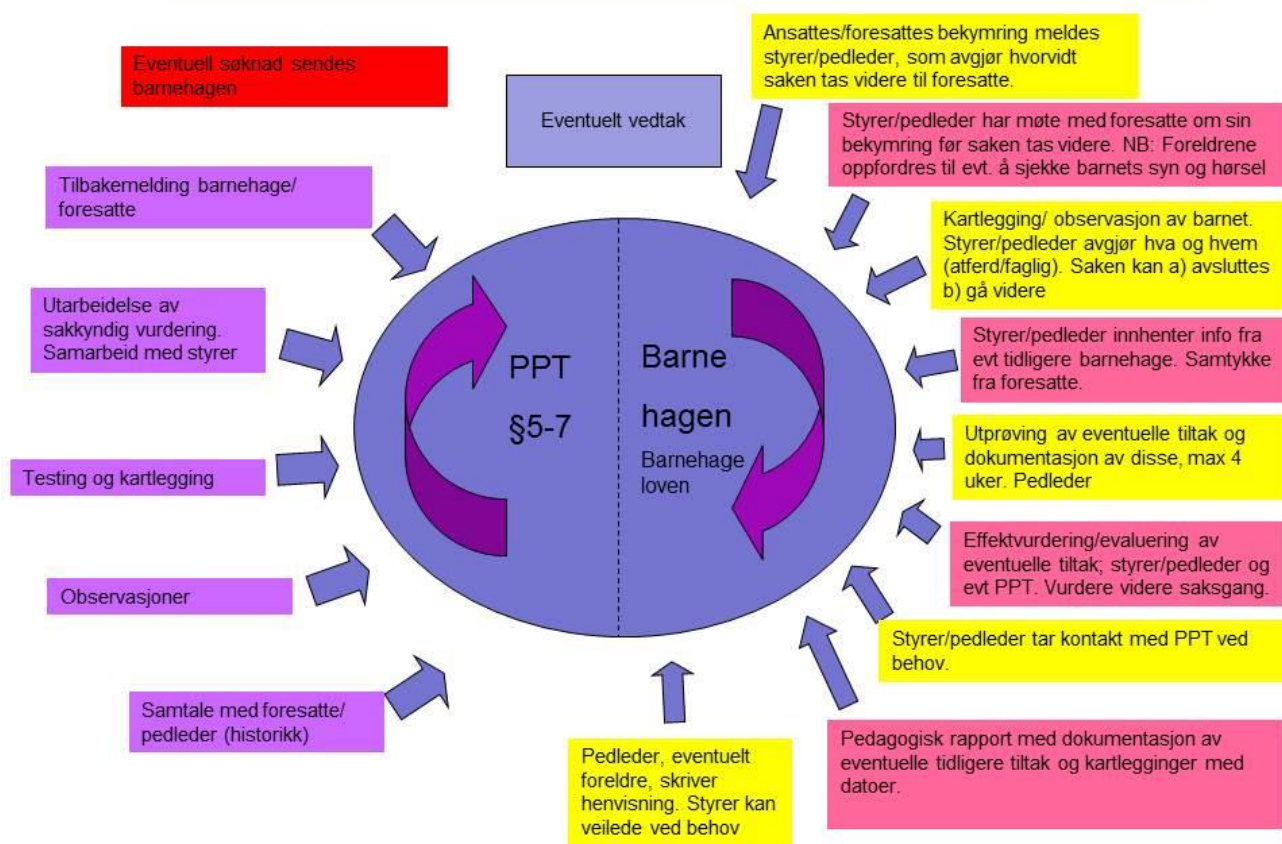 Ansattes/foresattes bekymring meldes
styrer/pedleder, som avgjør hvorvidt
saken tas videre til foresatte.
Styrer/pedleder har møte med foresatte om sin
bekymring før saken tas videre. NB: Foreldrene
oppfordres til evt. å sjekke barnets syn og hørsel
Kartlegging/ observasjon av barnet.
Styrer/pedleder avgjør hva og hvem
(atferd/faglig). Saken kan a) avsluttes
b) gå videre
Styrer/pedleder innhenter info fra
evt tidligere barnehage. Samtykke
fra foresatte.
Utprøving av eventuelle tiltak og
dokumentasjon av disse, max 4
uker. Pedleder
Effektvurdering/evaluering av
eventuelle tiltak; styrer/pedleder og
evt PPT. Vurdere videre saksgang.
Styrer/pedleder tar kontakt med PPT ved
behov.
Pedagogisk rapport med dokumentasjon av
eventuelle tidligere tiltak og kartlegginger med
datoer.
Pedleder, eventuelt
foreldre, skriver
henvisning. Styrer kan
veilede ved behov
Samtale med foresatte/
pedleder (historikk)
Observasjoner
Testing og kartlegging
Utarbeidelse av
sakkyndig vurdering.
Samarbeid med styrer
Tilbakemelding barnehage/
foresatte
Eventuell søknad sendes
barnehagen
Eventuelt vedtak
PPT
§5-7
Barne
hagen
Barnehage
loven